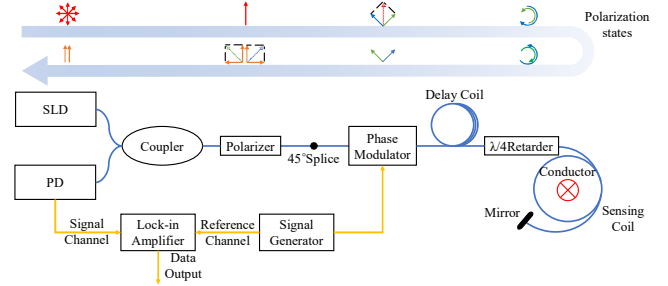 Polarization
states
SLD
Delay Coil
Coupler
Polarizer
45°Splice
Phase
Modulator
λ/4Retarder
PD
Conductor
Signal
Channel
Lock-in
Amplifier
Reference
Channel
Signal
Generator
Mirror
Sensing
Coil
Data
Output